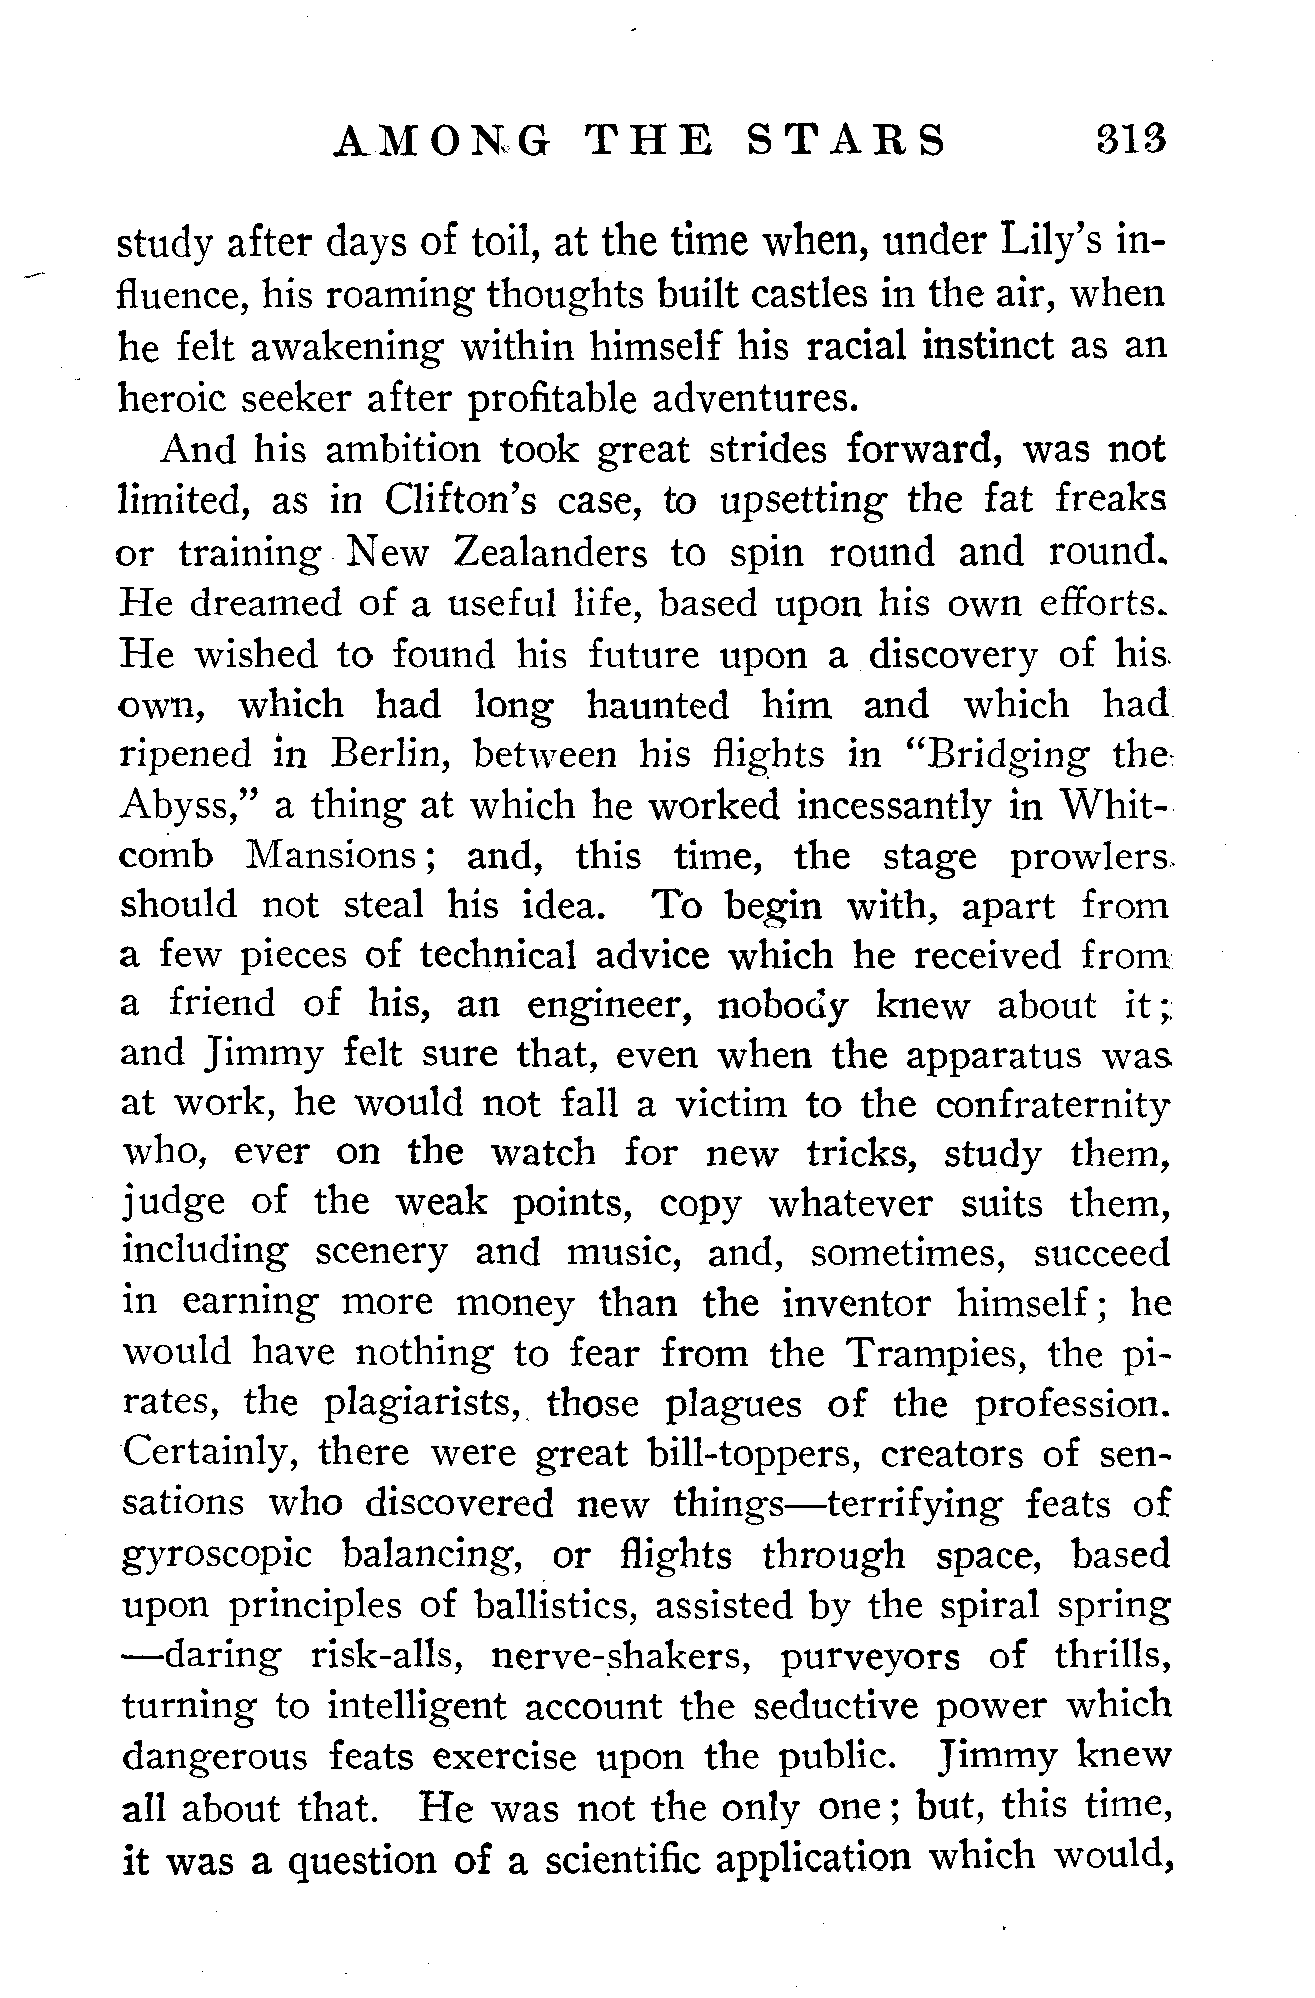 AMONG THE STARS 313
study after days of toil, at the time when, under Lily's in-
fluence, his roaming thoughts built castles in the air, when
he felt awakening within himself his racial instinct as an
heroic seeker after profitable adventures.
And his ambition took great strides forward, was not
limited, as in Clifton's case, to upsetting the fat freaks
or training New Zealanders to spin round and round.
He dreamed of a useful life, based upon his own efforts.
He wished to found his future upon a discovery of his
own, which had long haunted him and which had
ripened in Berlin, between his flights in "Bridging the
Abyss," a thing at which he worked incessantly in Whit-
comb Mansions; and, this time, the stage prowlers
should not steal his idea. To begin with, apart from
a few pieces of technical advice which he received from
a friend of his, an engineer, nobody knew about it;
and Jimmy felt sure that, even when the apparatus was
at work, he would not fall a victim to the confraternity
who, ever on the watch for new tricks, study them,
judge of the weak points, copy whatever suits them,
including scenery and music, and, sometimes, succeed
in earning more money than the inventor himself; he
would have nothing to fear from the Trampies, the pi-
rates, the plagiarists, those plagues of the profession.
Certainly, there were great bill-toppers, creators of sen-
sations who discovered new things—terrifying feats of
gyroscopic balancing, or flights through space, based
upon principles of ballistics, assisted by the spiral spring
—daring risk-alls, nerve-shakers, purveyors of thrills,
turning to intelligent account the seductive power which
dangerous feats exercise upon the public. Jimmy knew
all about that. He was not the only one; but, this time,
it was a question of a scientific application which would,